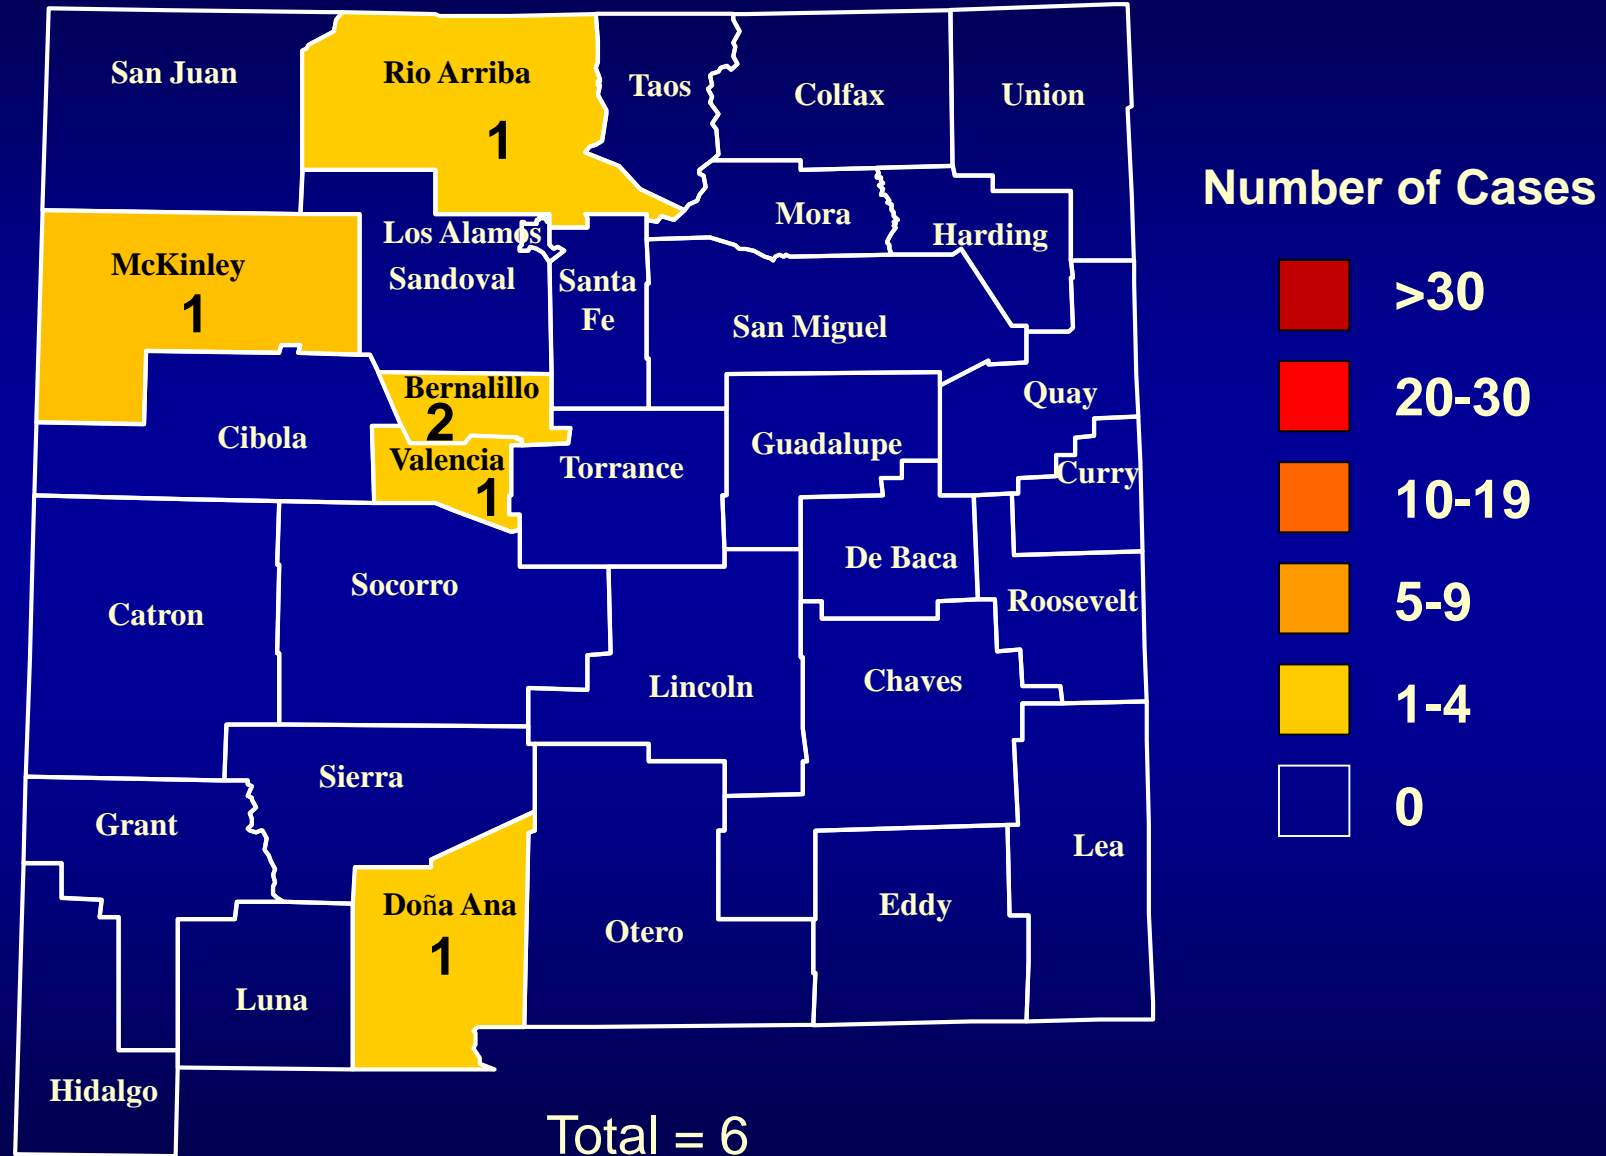 San Juan
Rio Arriba
1
Taos
Colfax
Union
McKinley
1
Los Alamos
Sandoval
Santa
Fe
Mora
Harding
San Miguel
Bernalillo
2
Quay
Cibola
Valencia
1
Torrance
Guadalupe
Curry
De Baca
Roosevelt
Catron
Socorro
Lincoln
Chaves
Sierra
Grant
Lea
Doña Ana
1
Otero
Eddy
Luna
Hidalgo
Total = 6
Number of Cases
>30
20-30
10-19
5-9
1-4
0